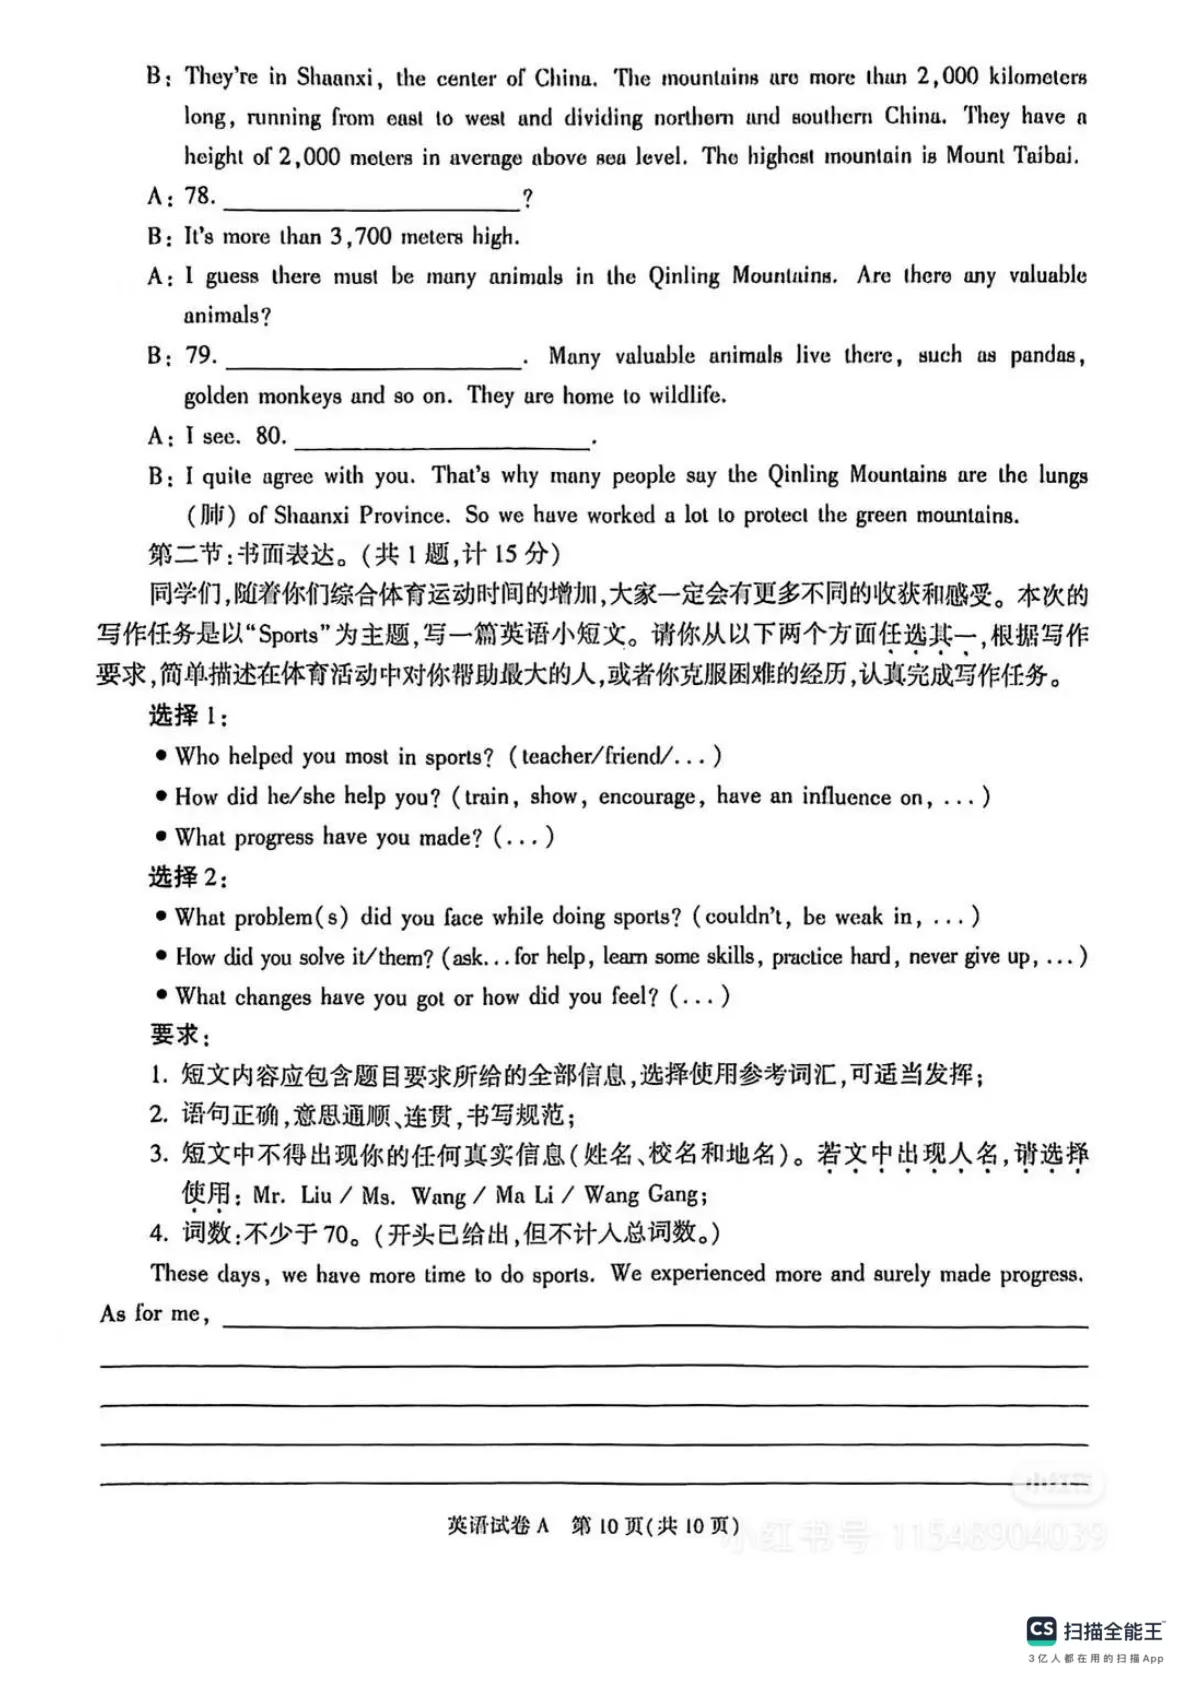 B: They're in Shaanxi, the center of China. The mountains are more than 2,000 kilometers
long, running from east to west and dividing northern and southern China. They have a
height of 2,000 meters in average above sea level. The highest mountain is Mount Taibai.
A: 78. ____________________?
B: It's more than 3,700 meters high.
A: I guess there must be many animals in the Qinling Mountains. Are there any valuable
animals?
B: 79. ____________________. Many valuable animals live there, such as pandas,
golden monkeys and so on. They are home to wildlife.
A: I see. 80. ____________________.
B: I quite agree with you. That's why many people say the Qinling Mountains are the lungs
(肺) of Shaanxi Province. So we have worked a lot to protect the green mountains.
第二节:书面表达。(共1题,计15分)
同学们,随着你们综合体育运动时间的增加,大家一定会有更多不同的收获和感受。本次的
写作任务是以“Sports”为主题,写一篇英语小短文。请你从以下两个方面任选其一,根据写作
要求,简单描述在体育活动中对你帮助最大的人,或者你克服困难的经历,认真完成写作任务。
选择1:
● Who helped you most in sports? (teacher/friend/...)
● How did he/she help you? (train, show, encourage, have an influence on, ...)
● What progress have you made? (...)
选择2:
● What problem(s) did you face while doing sports? (couldn't, be weak in, ...)
● How did you solve it/them? (ask...for help, learn some skills, practice hard, never give up, ...)
● What changes have you got or how did you feel? (...)
要求:
1. 短文内容应包含题目要求所给的全部信息,选择使用参考词汇,可适当发挥;
2. 语句正确,意思通顺、连贯,书写规范;
3. 短文中不得出现你的任何真实信息(姓名、校名和地名)。若文中出现人名,请选择
使用: Mr. Liu / Ms. Wang / Ma Li / Wang Gang;
4. 词数:不少于70。(开头已给出,但不计入总词数。)
These days, we have more time to do sports. We experienced more and surely made progress.
As for me, ____________________
英语试卷A 第10页(共10页)
小红书
小红书号: 11548904039
CS 扫描全能王™
3亿人都在用的扫描App